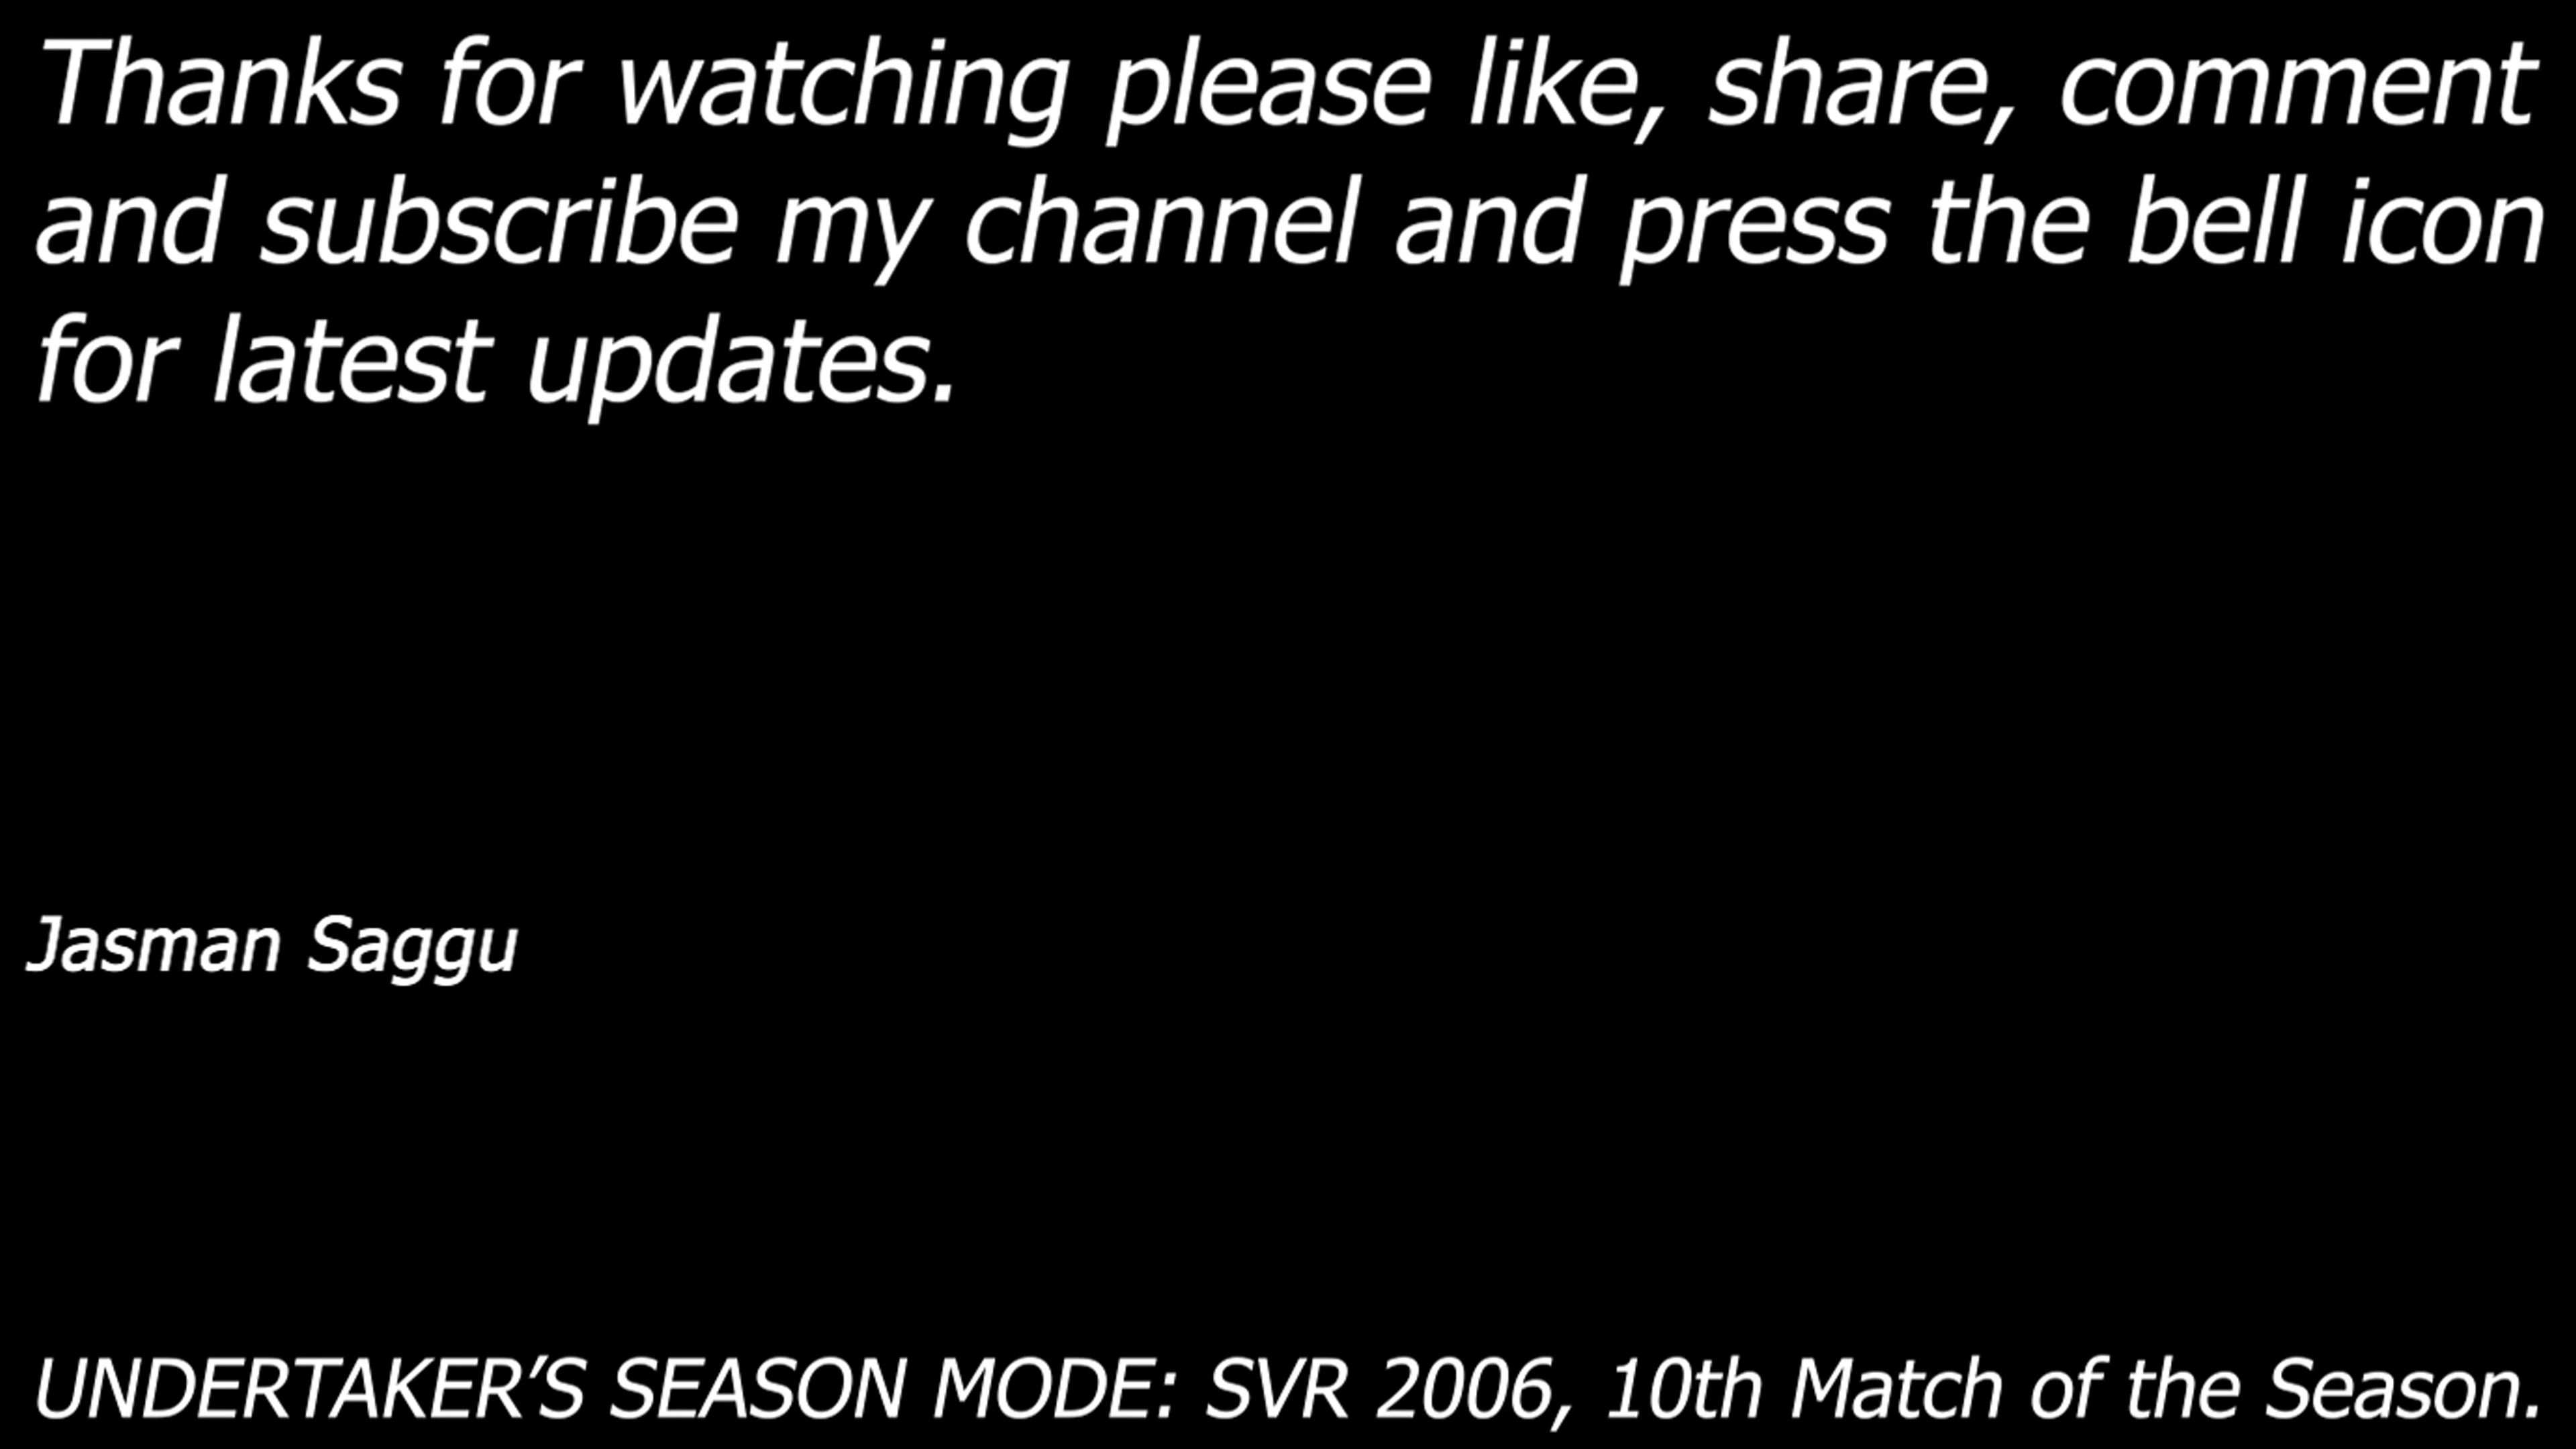 Thanks for watching please like, share, comment
and subscribe my channel and press the bell icon
for latest updates.
Jasman Saggu
UNDERTAKER’S SEASON MODE: SVR 2006, 10th Match of the Season.